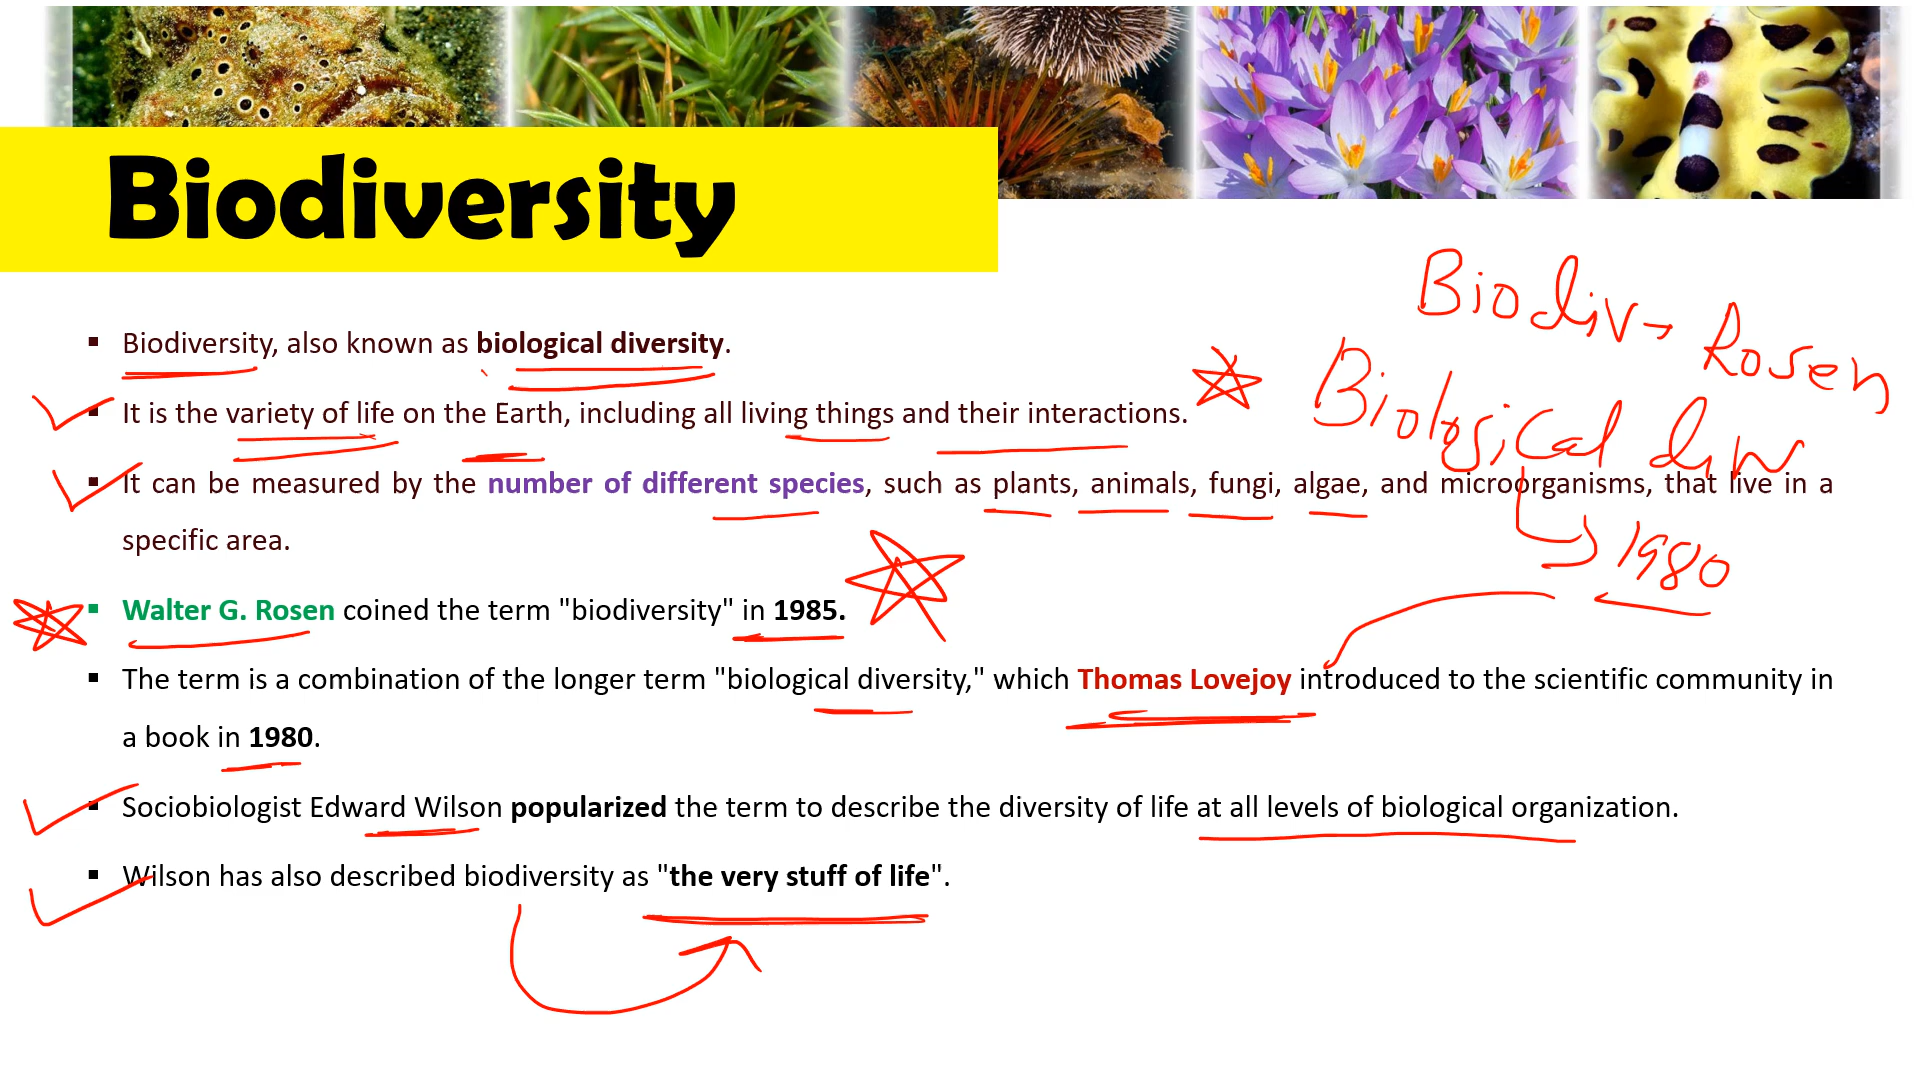 Biodiversity
Biodiv → Rosen
Biological div
1980
▪ Biodiversity, also known as biological diversity.
▪ It is the variety of life on the Earth, including all living things and their interactions.
▪ It can be measured by the number of different species, such as plants, animals, fungi, algae, and microorganisms, that live in a
specific area.
▪ Walter G. Rosen coined the term "biodiversity" in 1985.
▪ The term is a combination of the longer term "biological diversity," which Thomas Lovejoy introduced to the scientific community in
a book in 1980.
▪ Sociobiologist Edward Wilson popularized the term to describe the diversity of life at all levels of biological organization.
▪ Wilson has also described biodiversity as "the very stuff of life".